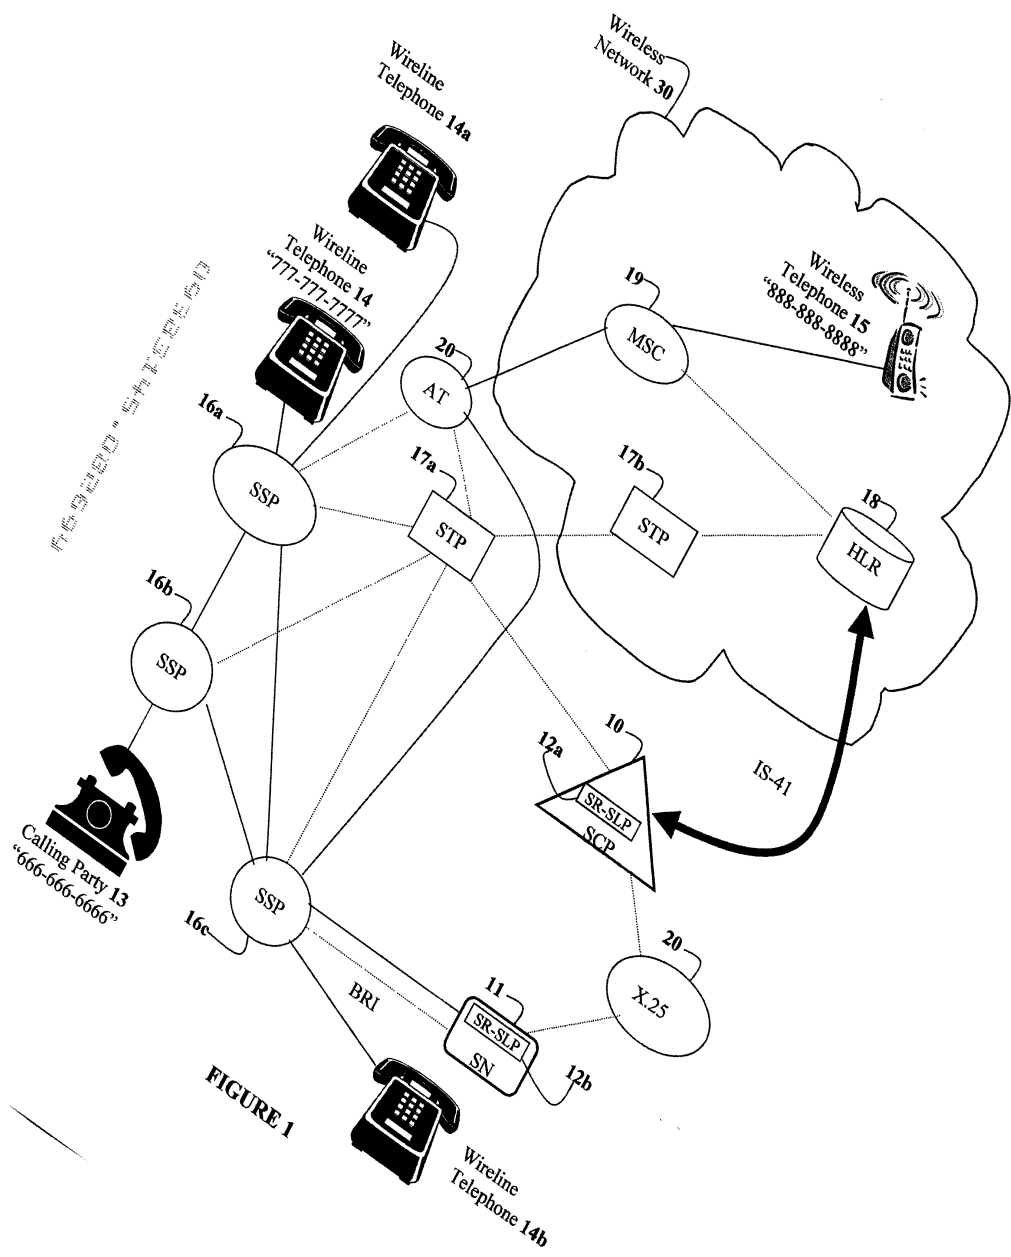 Wireless
Network 30
Wireline
Telephone 14a
Wireline
Telephone 14
"777-777-7777"
Wireless
Telephone 15
"888-888-8888"
19
MSC
20
AT
16a
SSP
17a
STP
17b
STP
18
HLR
16b
SSP
10
12a
SR-SLP
SCP
IS-41
Calling Party 13
"666-666-6666"
SSP
16c
20
X.25
BRI
11
SR-SLP
SN
12b
FIGURE 1
Wireline
Telephone 14b